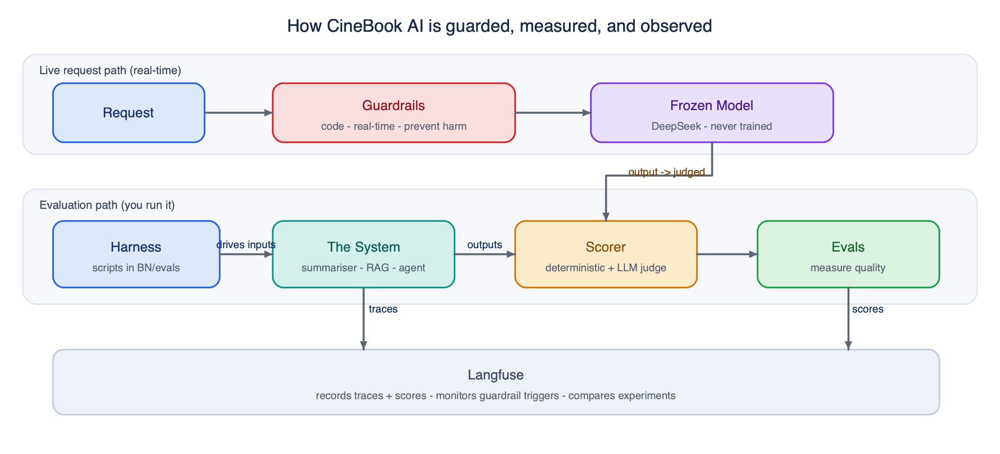 How CineBook AI is guarded, measured, and observed
Live request path (real-time)
Request
Guardrails
code - real-time - prevent harm
Frozen Model
DeepSeek - never trained
output -> judged
Evaluation path (you run it)
Harness
scripts in BN/evals
drives inputs
The System
summariser - RAG - agent
outputs
Scorer
deterministic + LLM judge
Evals
measure quality
traces
scores
Langfuse
records traces + scores - monitors guardrail triggers - compares experiments